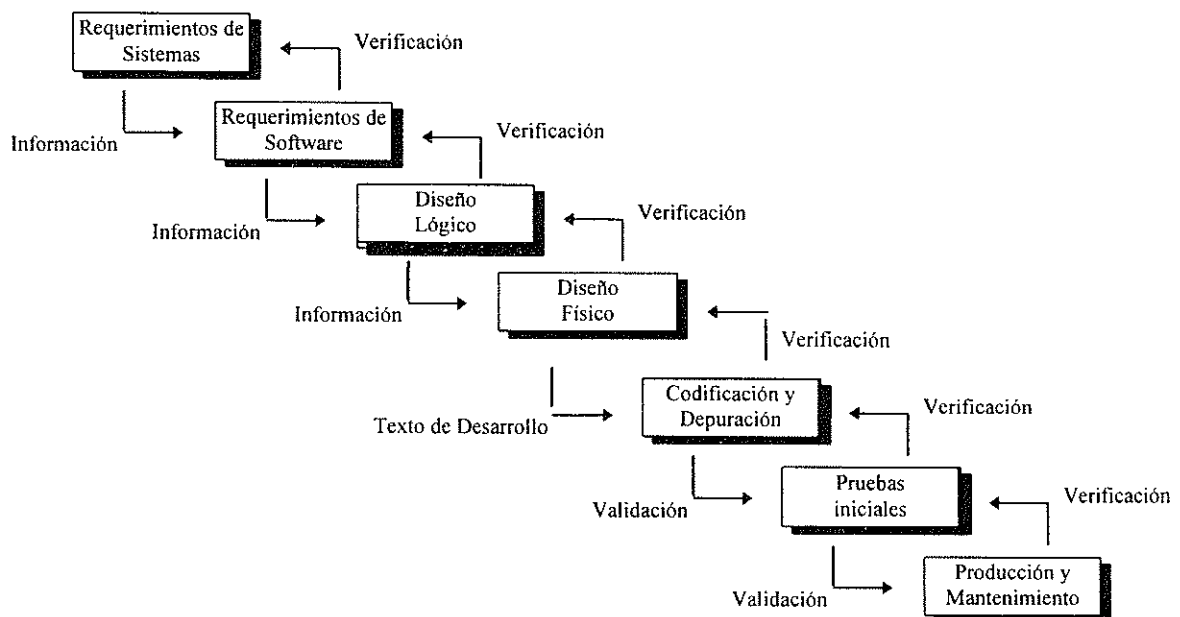 Requerimientos de
Sistemas
Verificación
Información
Requerimientos de
Software
Verificación
Información
Diseño
Lógico
Verificación
Información
Diseño
Físico
Verificación
Texto de Desarrollo
Codificación y
Depuración
Verificación
Validación
Pruebas
iniciales
Verificación
Validación
Producción y
Mantenimiento